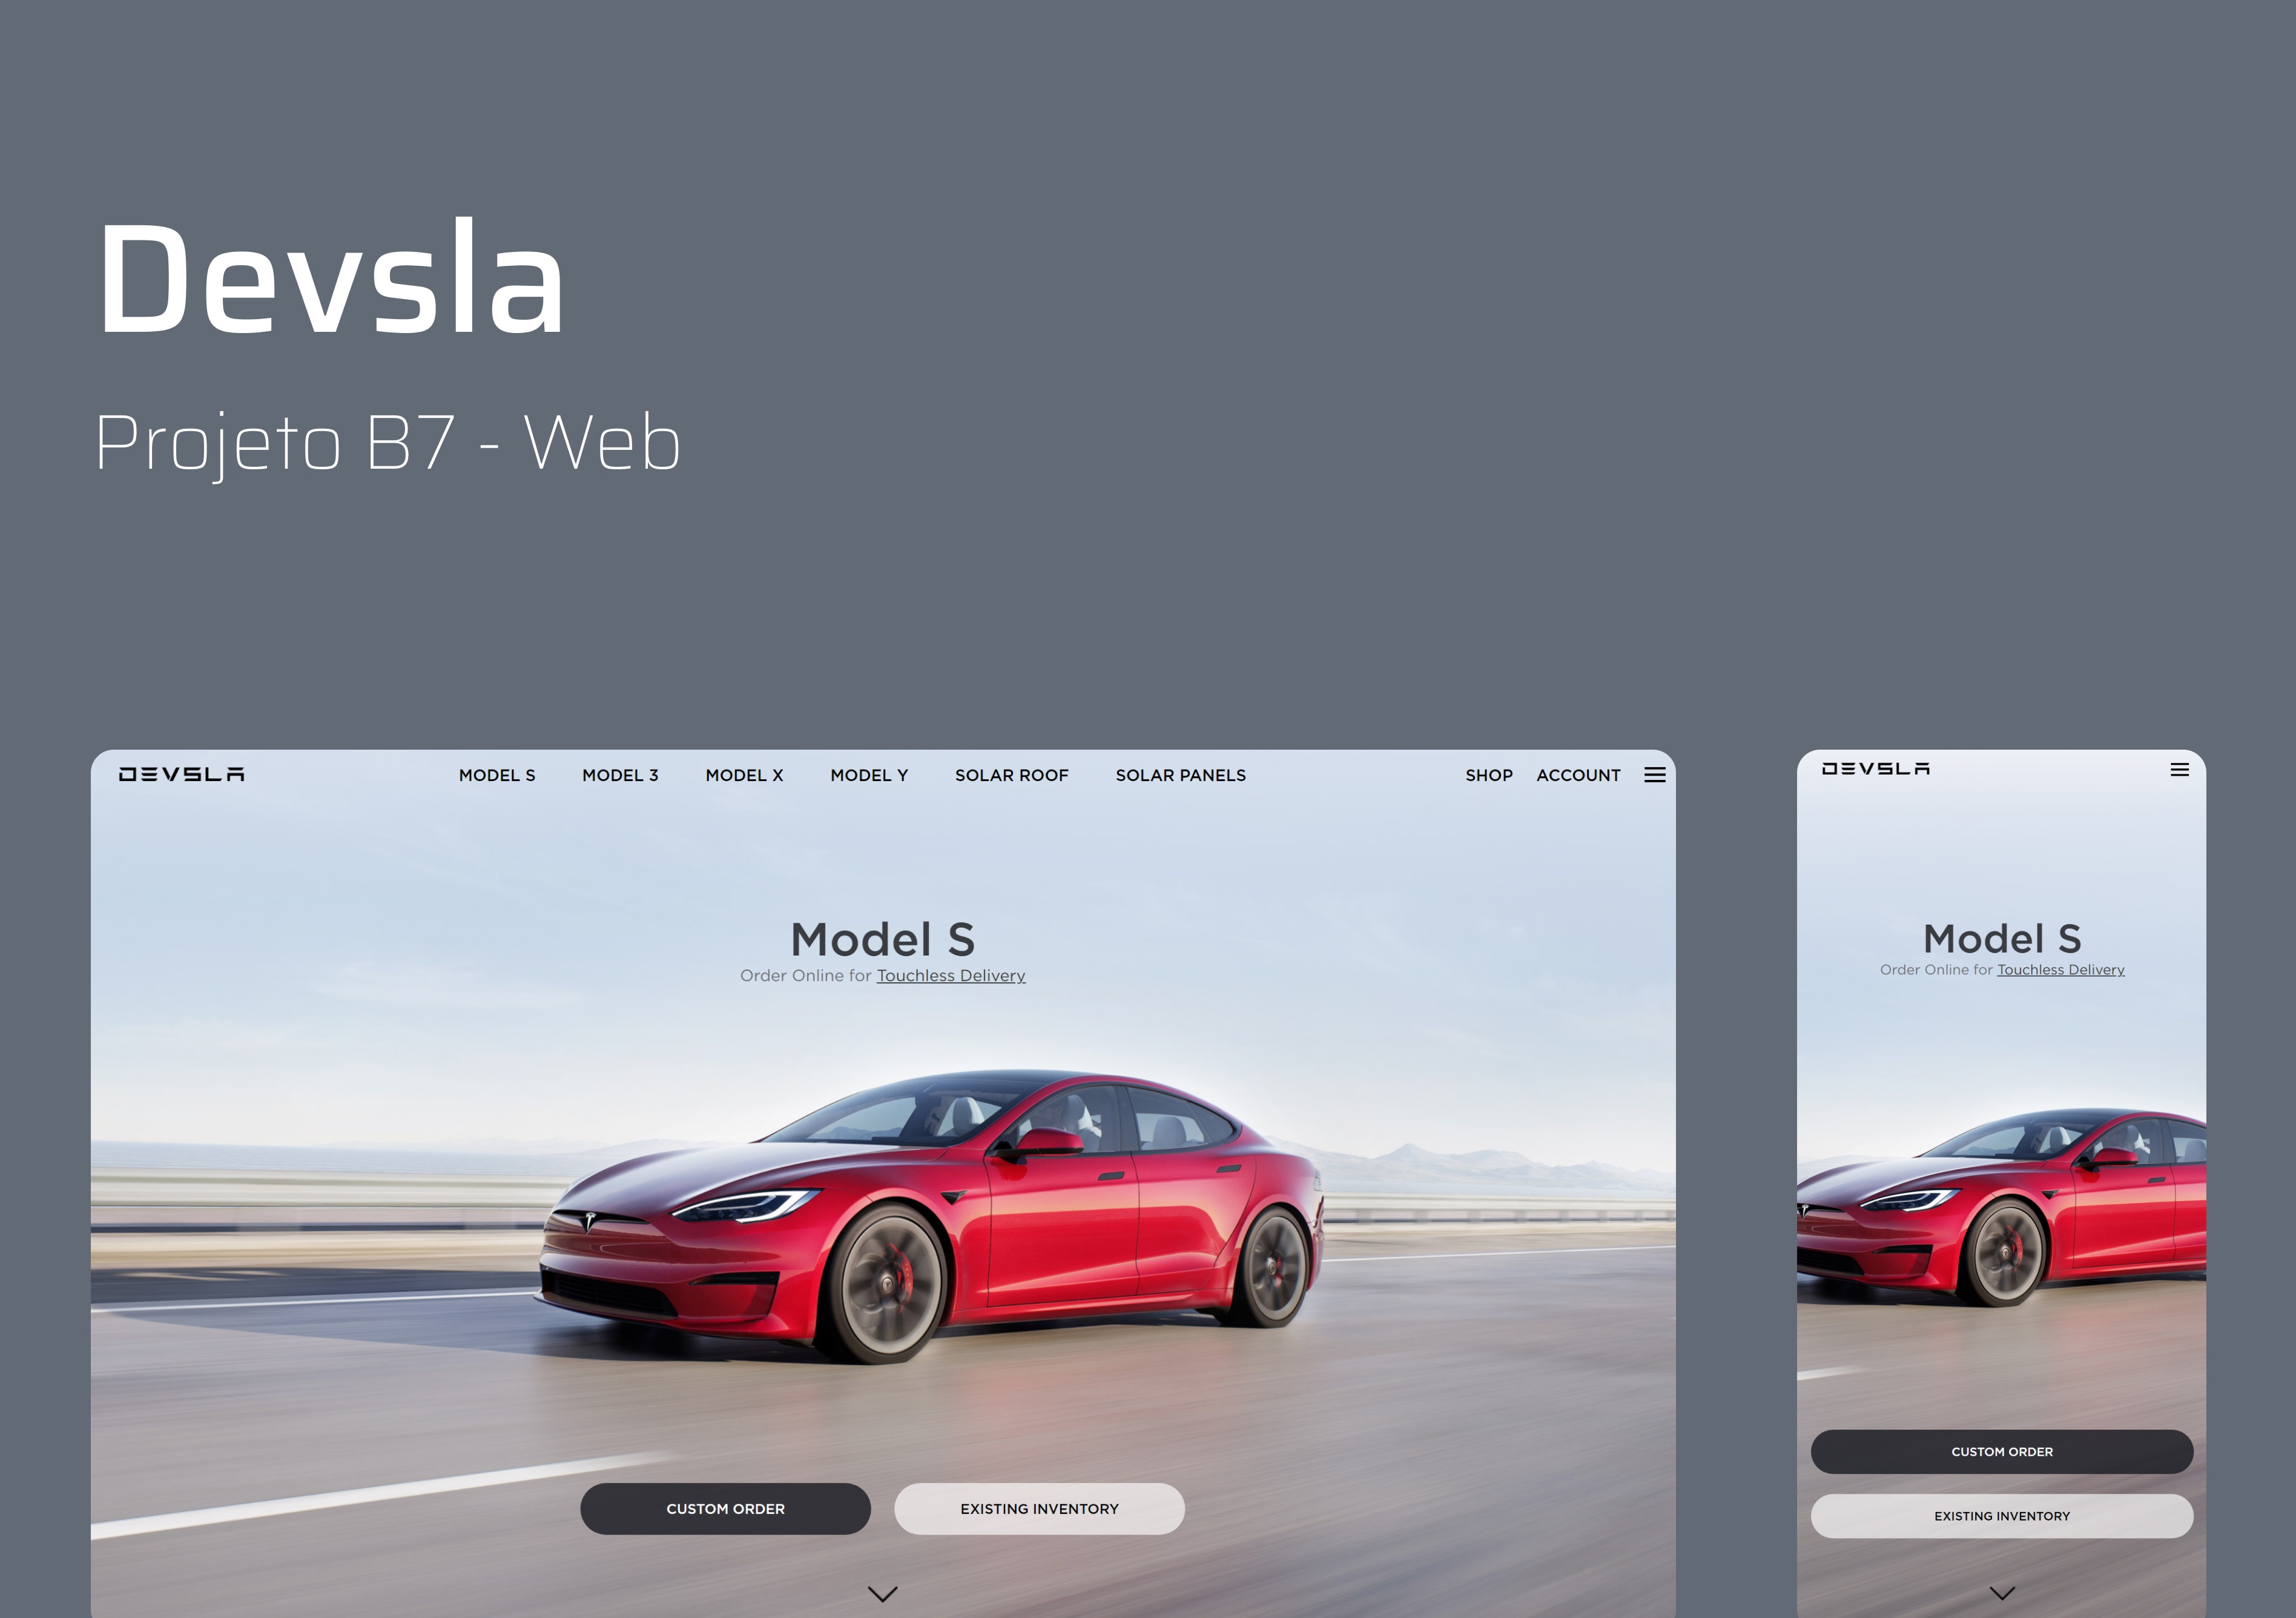 Devsla
Projeto B7 - Web
DEVSLA MODEL S MODEL 3 MODEL X MODEL Y SOLAR ROOF SOLAR PANELS SHOP ACCOUNT
Model S
Order Online for Touchless Delivery
CUSTOM ORDER EXISTING INVENTORY
DEVSLA
Model S
Order Online for Touchless Delivery
CUSTOM ORDER
EXISTING INVENTORY